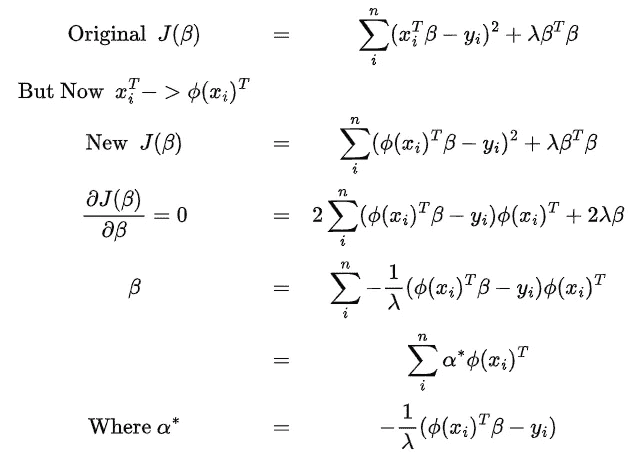 Original J(β) = ∑_i^n (x_i^T β − y_i)^2 + λβ^T β
But Now x_i^T −> ϕ(x_i)^T
New J(β) = ∑_i^n (ϕ(x_i)^T β − y_i)^2 + λβ^T β
∂J(β)/∂β = 0 = 2 ∑_i^n (ϕ(x_i)^T β − y_i)ϕ(x_i)^T + 2λβ
β = ∑_i^n −1/λ (ϕ(x_i)^T β − y_i)ϕ(x_i)^T
= ∑_i^n α* ϕ(x_i)^T
Where α* = −1/λ (ϕ(x_i)^T β − y_i)